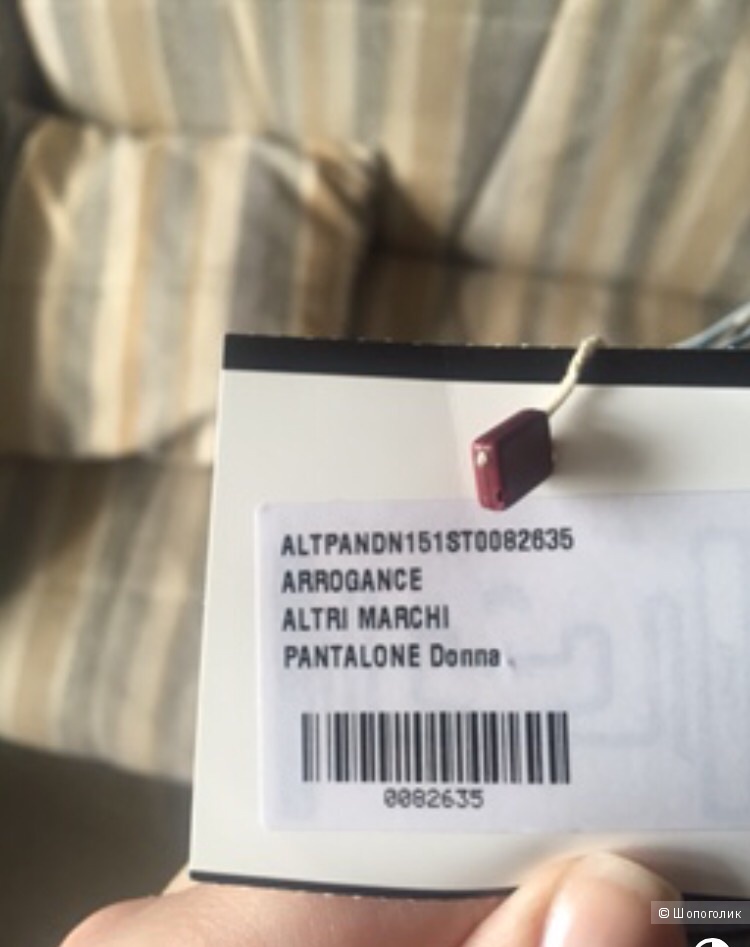 ALTPANDN151ST0082635
ARROGANCE
ALTRI MARCHI
PANTALONE Donna
0082635
© Шопоголик